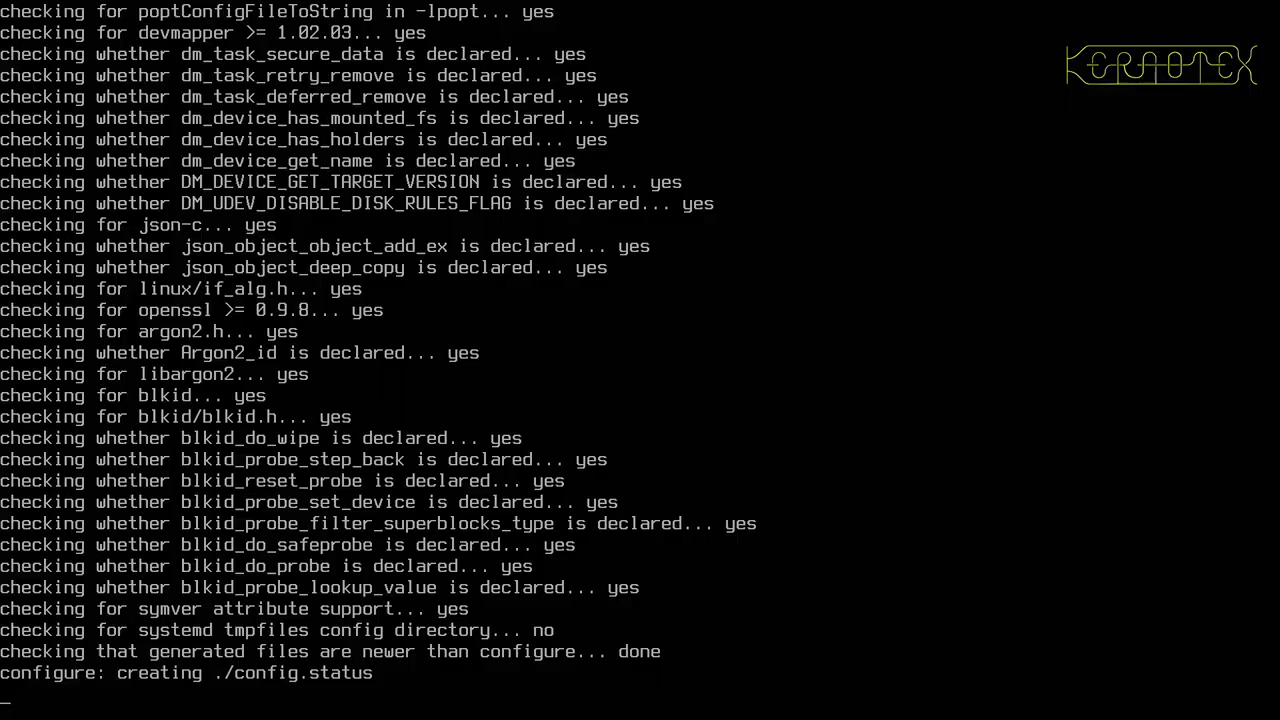 checking for poptConfigFileToString in -lpopt... yes
checking for devmapper >= 1.02.03... yes
checking whether dm_task_secure_data is declared... yes
checking whether dm_task_retry_remove is declared... yes
checking whether dm_task_deferred_remove is declared... yes
checking whether dm_device_has_mounted_fs is declared... yes
checking whether dm_device_has_holders is declared... yes
checking whether dm_device_get_name is declared... yes
checking whether DM_DEVICE_GET_TARGET_VERSION is declared... yes
checking whether DM_UDEV_DISABLE_DISK_RULES_FLAG is declared... yes
checking for json-c... yes
checking whether json_object_object_add_ex is declared... yes
checking whether json_object_deep_copy is declared... yes
checking for linux/if_alg.h... yes
checking for openssl >= 0.9.8... yes
checking for argon2.h... yes
checking whether Argon2_id is declared... yes
checking for libargon2... yes
checking for blkid... yes
checking for blkid/blkid.h... yes
checking whether blkid_do_wipe is declared... yes
checking whether blkid_probe_step_back is declared... yes
checking whether blkid_reset_probe is declared... yes
checking whether blkid_probe_set_device is declared... yes
checking whether blkid_probe_filter_superblocks_type is declared... yes
checking whether blkid_do_safeprobe is declared... yes
checking whether blkid_do_probe is declared... yes
checking whether blkid_probe_lookup_value is declared... yes
checking for symver attribute support... yes
checking for systemd tmpfiles config directory... no
checking that generated files are newer than configure... done
configure: creating ./config.status
_